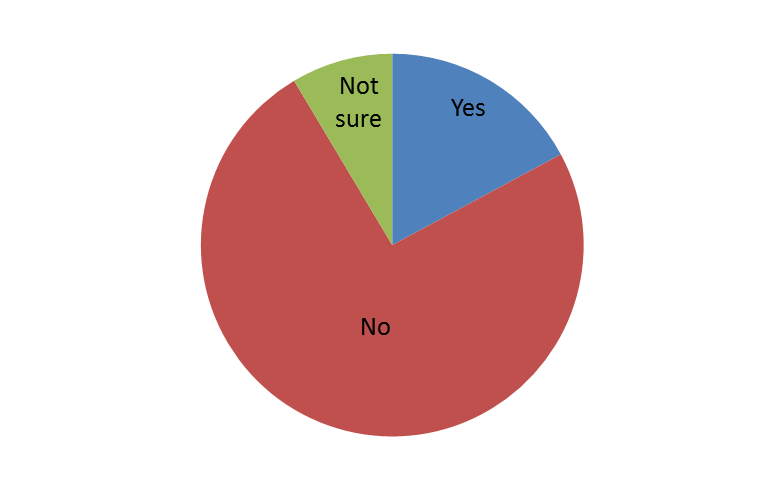 Not
sure
Yes
No